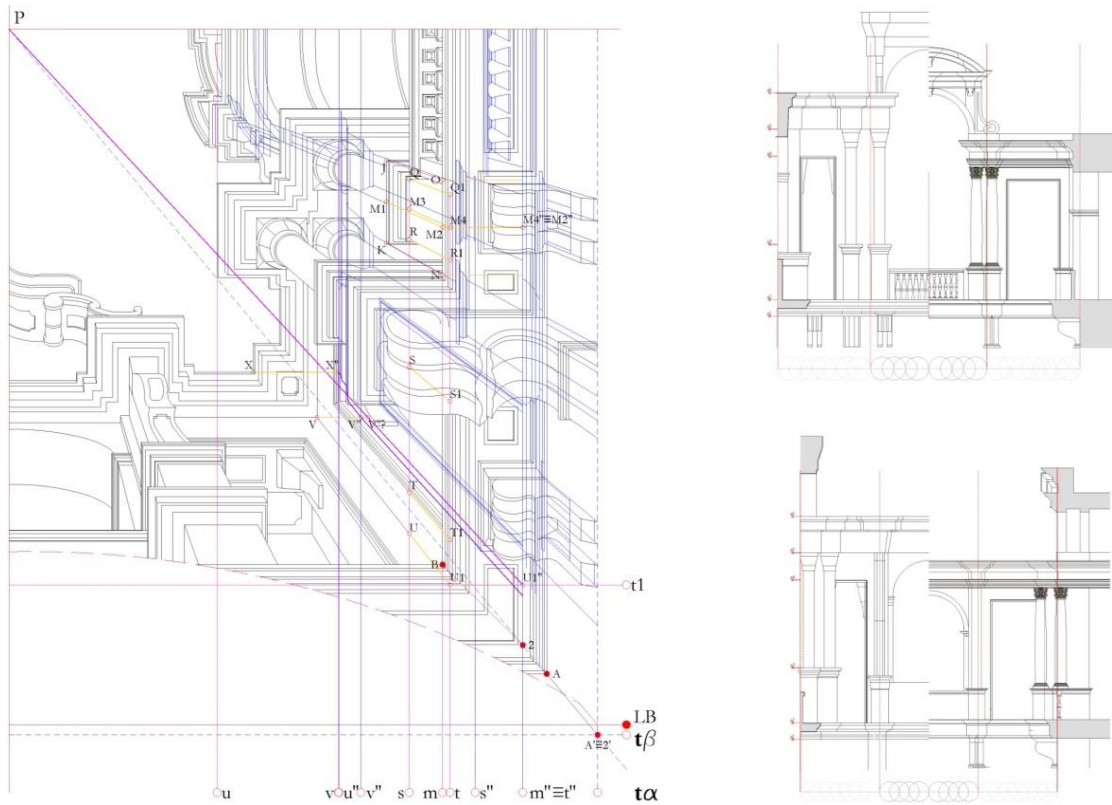 P
J
Q
O
Q1
M1
M3
M4
M4"≡M2"
M2
R
K
R1
N
S
X
X"
S1
V
V"
V"?
T
U
T1
B
U1
U1"
t1
2
A
LB
A'≡2'
tβ
u
v
u"
v"
s
m
t
s"
m"≡t"
tα